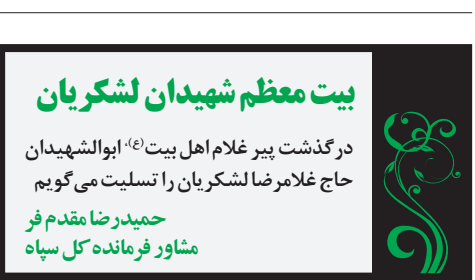 بیت معظم شهیدان لشکریان
درگذشت پیر غلام اهل بیت(ع)، ابوالشهیدان
حاج غلامرضا لشکریان را تسلیت می‌گویم
حمیدرضا مقدم فر
مشاور فرمانده کل سپاه